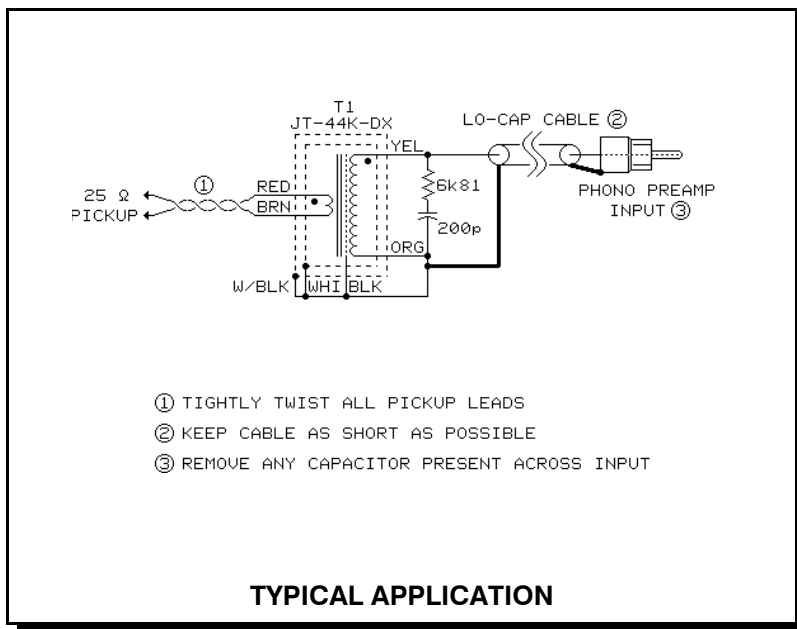 T1
JT-44K-DX
LO-CAP CABLE ②
YEL
25 Ω
PICKUP
①
RED
BRN
6k81
200p
PHONO PREAMP
INPUT ③
ORG
W/BLK
WHI
BLK
① TIGHTLY TWIST ALL PICKUP LEADS
② KEEP CABLE AS SHORT AS POSSIBLE
③ REMOVE ANY CAPACITOR PRESENT ACROSS INPUT
TYPICAL APPLICATION